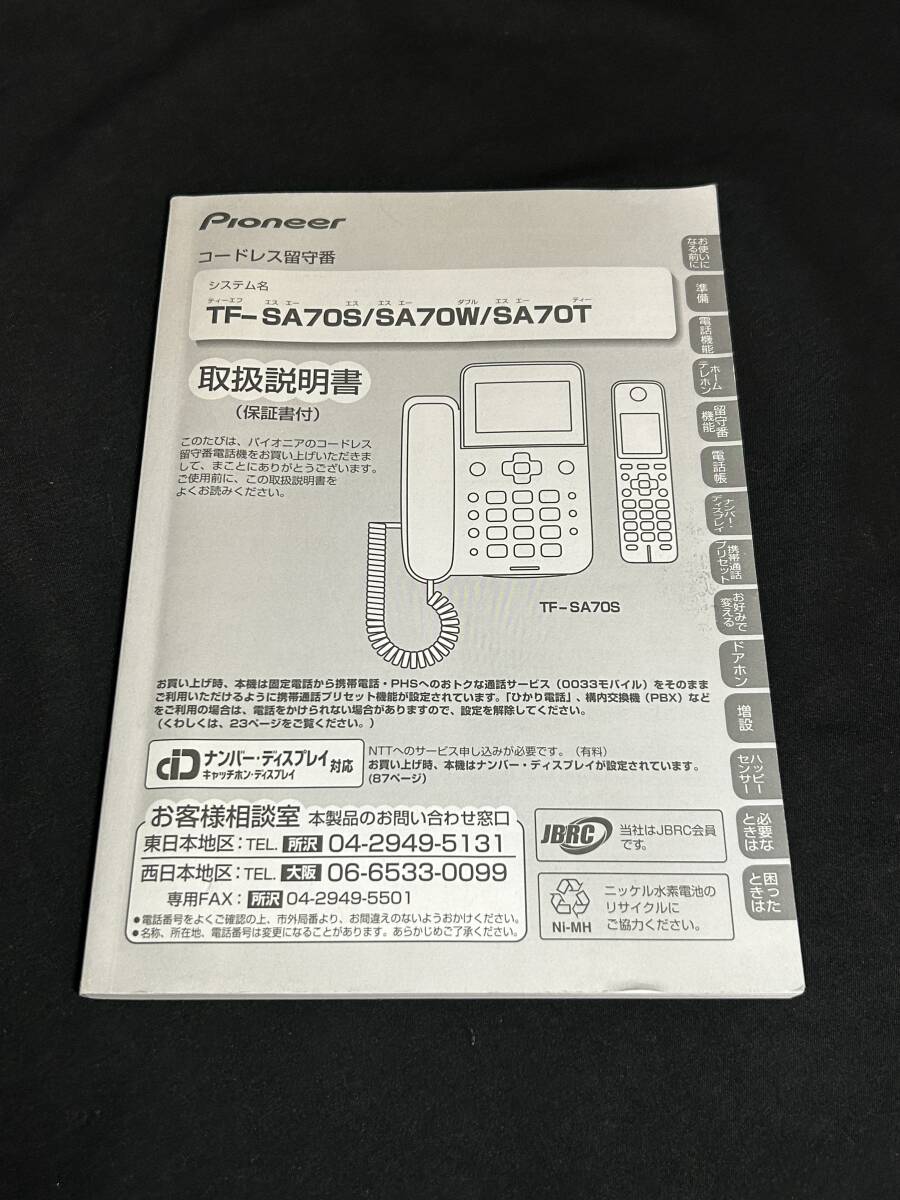 Pioneer
コードレス留守番
システム名
ティーエフ エス エー エス エス エー ダブル エス エー ティー
TF-SA70S/SA70W/SA70T
取扱説明書
（保証書付）
このたびは、パイオニアのコードレス
留守番電話機をお買い上げいただきま
して、まことにありがとうございます。
ご使用前に、この取扱説明書を
よくお読みください。
TF-SA70S
お買い上げ時、本機は固定電話から携帯電話・PHSへのおトクな通話サービス（0033モバイル）をそのまま
ご利用いただけるように携帯通話プリセット機能が設定されています。「ひかり電話」、構内交換機（PBX）など
をご利用の場合は、電話をかけられない場合がありますので、設定を解除してください。
（くわしくは、23ページをご覧ください。）
ナンバー・ディスプレイ
キャッチホン・ディスプレイ
対応
NTTへのサービス申し込みが必要です。（有料）
お買い上げ時、本機はナンバー・ディスプレイが設定されています。
（87ページ）
お客様相談室 本製品のお問い合わせ窓口
東日本地区：TEL. 所沢 04-2949-5131
西日本地区：TEL. 大阪 06-6533-0099
専用FAX：所沢 04-2949-5501
●電話番号をよくご確認の上、市外局番より、お間違えのないようおかけください。
●名称、所在地、電話番号は変更になることがあります。あらかじめご了承ください。
JBRC
当社はJBRC会員
です。
Ni-MH
ニッケル水素電池の
リサイクルに
ご協力ください。
お使いに
なる前に
準備
電話機能
ホーム
テレホン
留守番
機能
電話帳
ナンバー・
ディスプレイ
携帯通話
プリセット
お好みで
変える
ドアホン
増設
ハッピー
センサー
必要な
ときは
困った
ときは